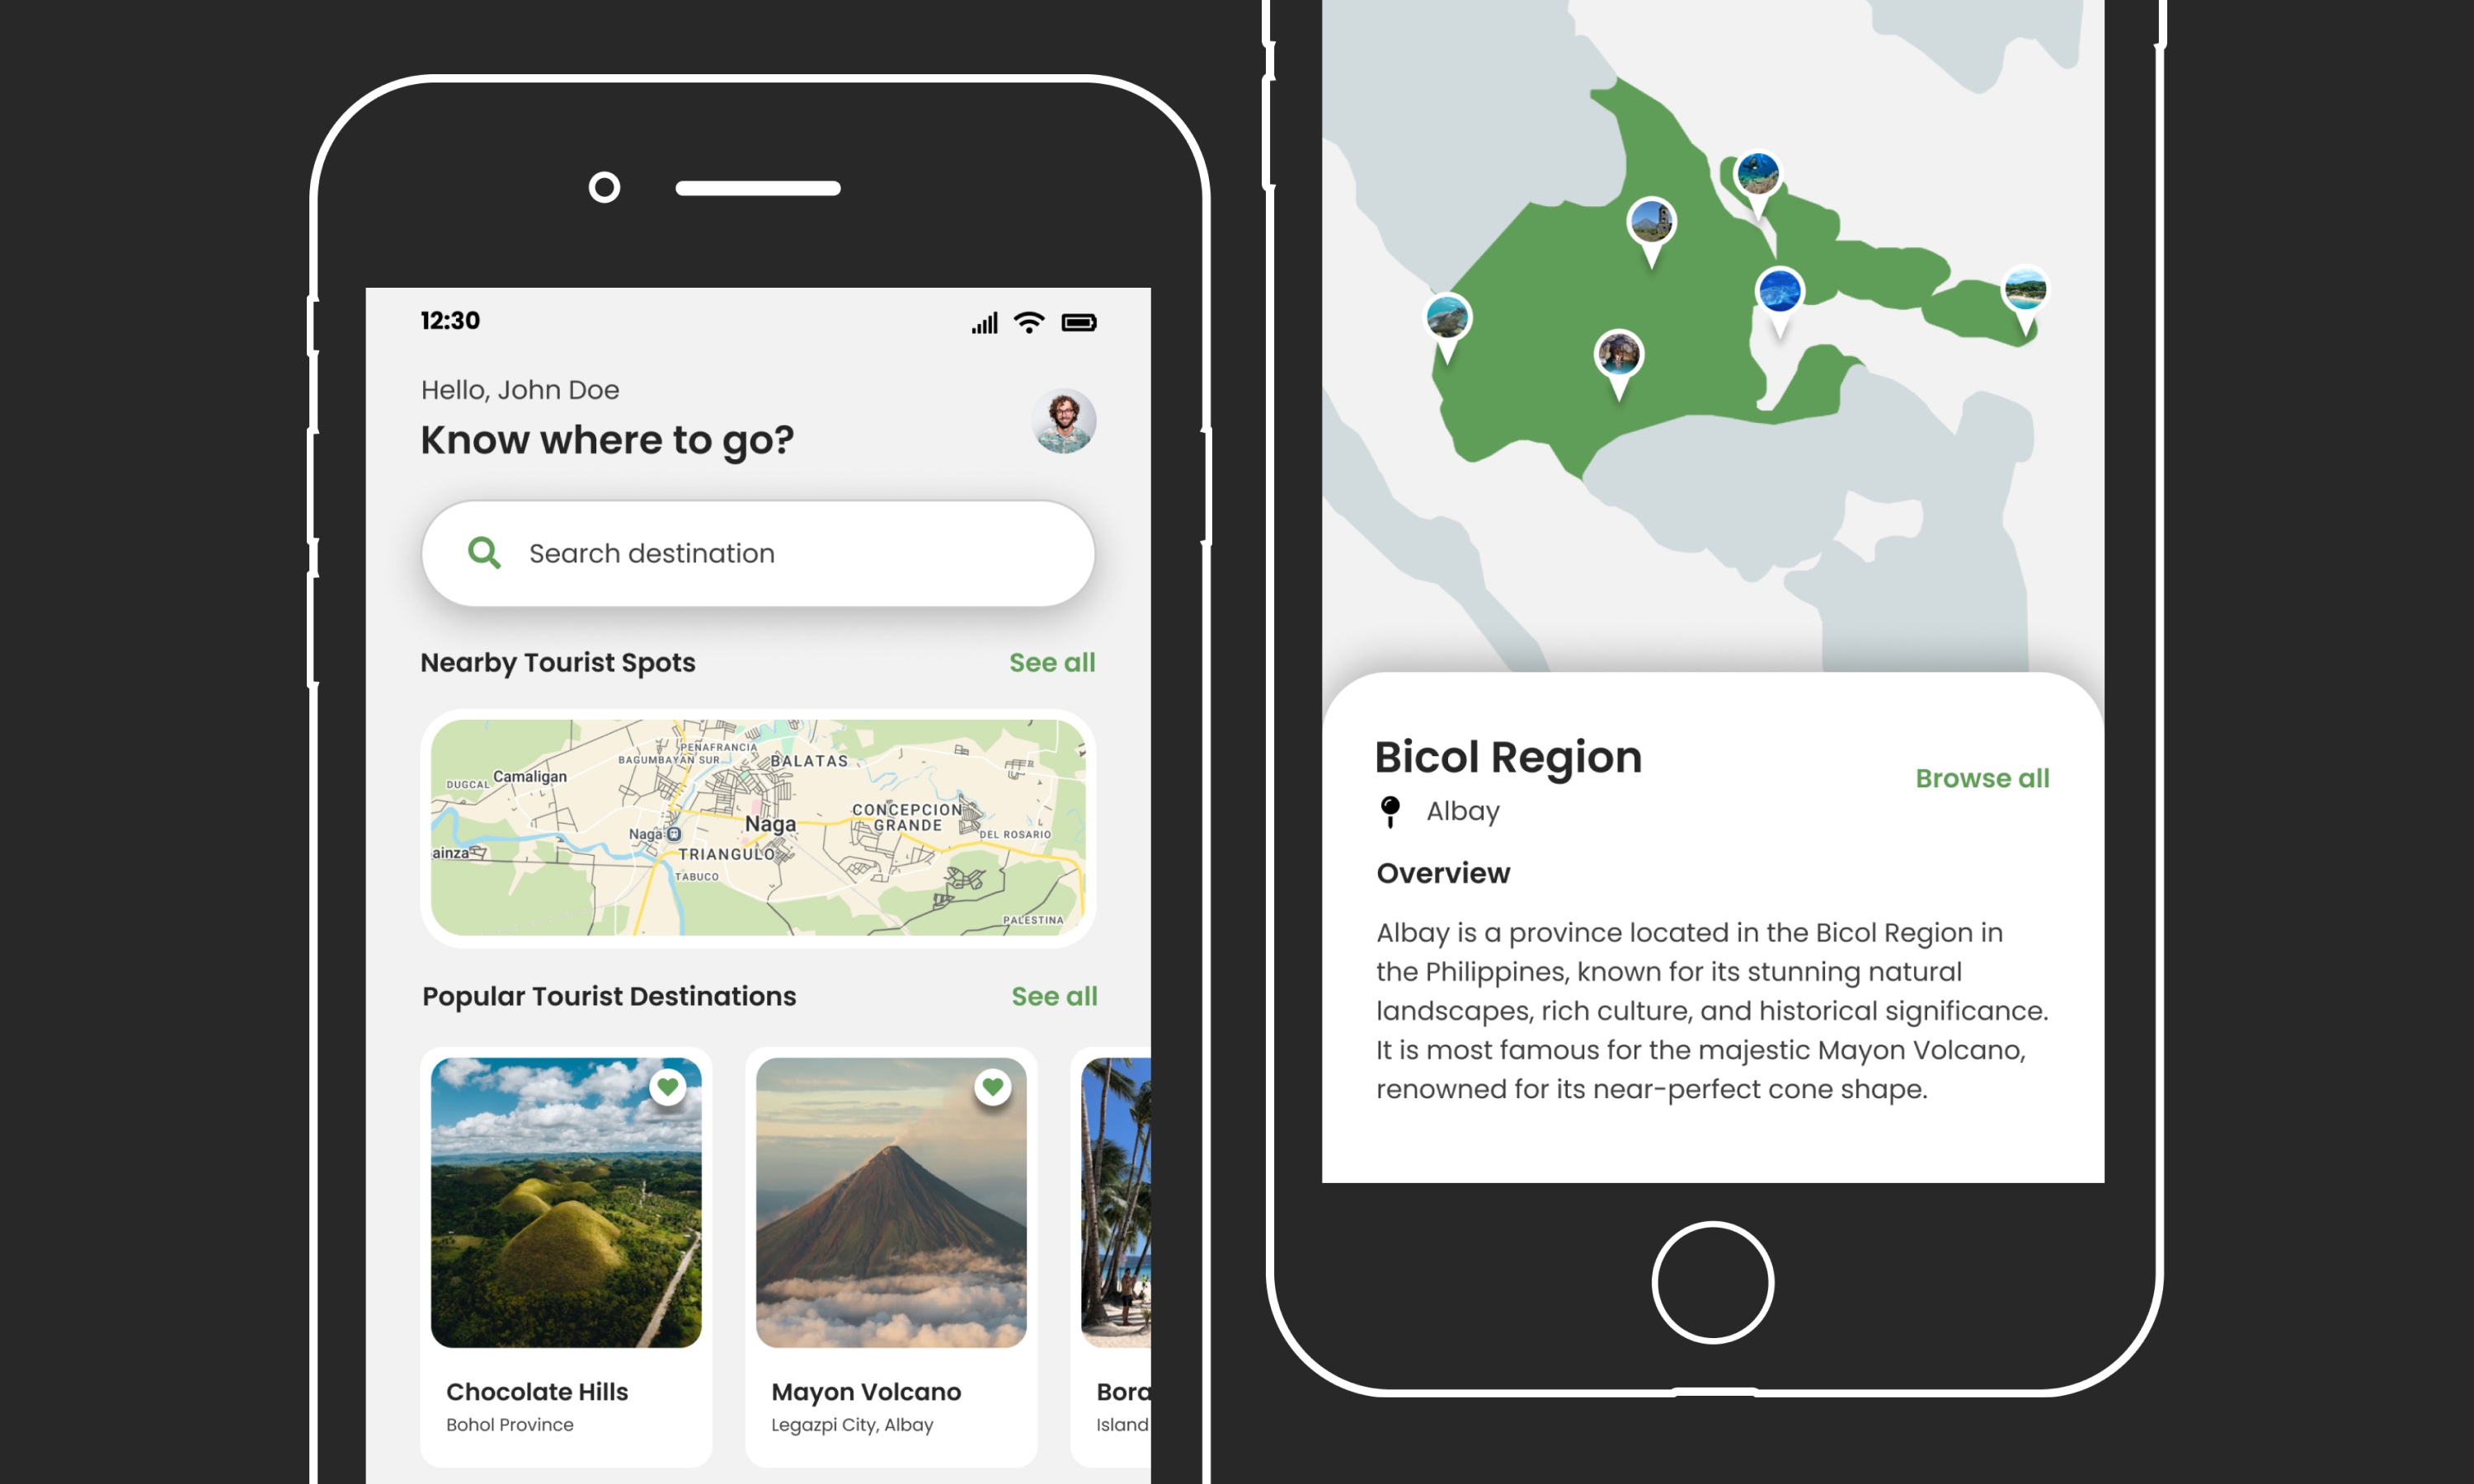 12:30
Hello, John Doe
Know where to go?
Search destination
Nearby Tourist Spots
See all
PEÑAFRANCIA
BAGUMBAYAN SUR
BALATAS
Camaligan
DUGCAL
CONCEPCION
GRANDE
Naga
Naga
DEL ROSARIO
ainza
TRIANGULO
TABUCO
PALESTINA
Popular Tourist Destinations
See all
Chocolate Hills
Bohol Province
Mayon Volcano
Legazpi City, Albay
Bora
Island
Bicol Region
Browse all
Albay
Overview
Albay is a province located in the Bicol Region in
the Philippines, known for its stunning natural
landscapes, rich culture, and historical significance.
It is most famous for the majestic Mayon Volcano,
renowned for its near-perfect cone shape.